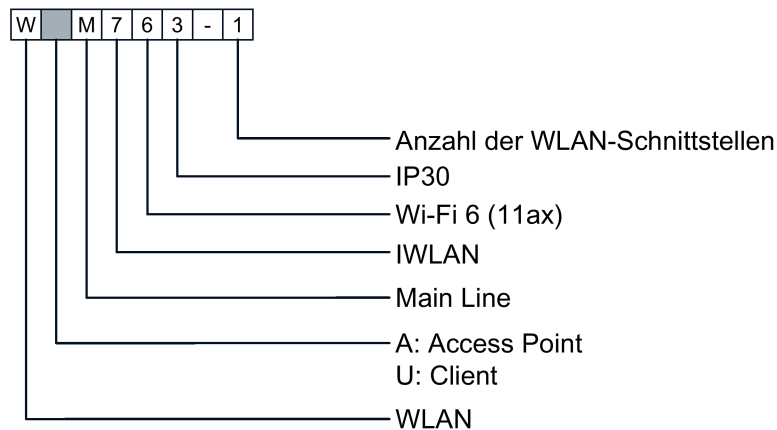 W M 7 6 3 - 1
Anzahl der WLAN-Schnittstellen
IP30
Wi-Fi 6 (11ax)
IWLAN
Main Line
A: Access Point
U: Client
WLAN